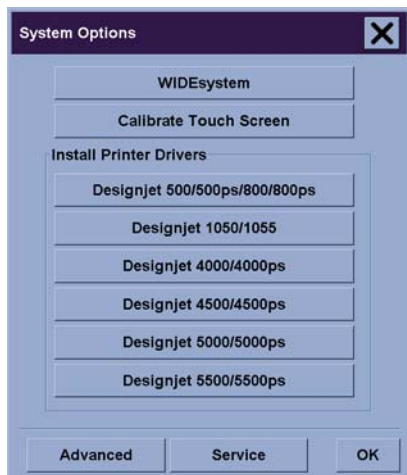 System Options
WIDEsystem
Calibrate Touch Screen
Install Printer Drivers
Designjet 500/500ps/800/800ps
Designjet 1050/1055
Designjet 4000/4000ps
Designjet 4500/4500ps
Designjet 5000/5000ps
Designjet 5500/5500ps
Advanced Service OK